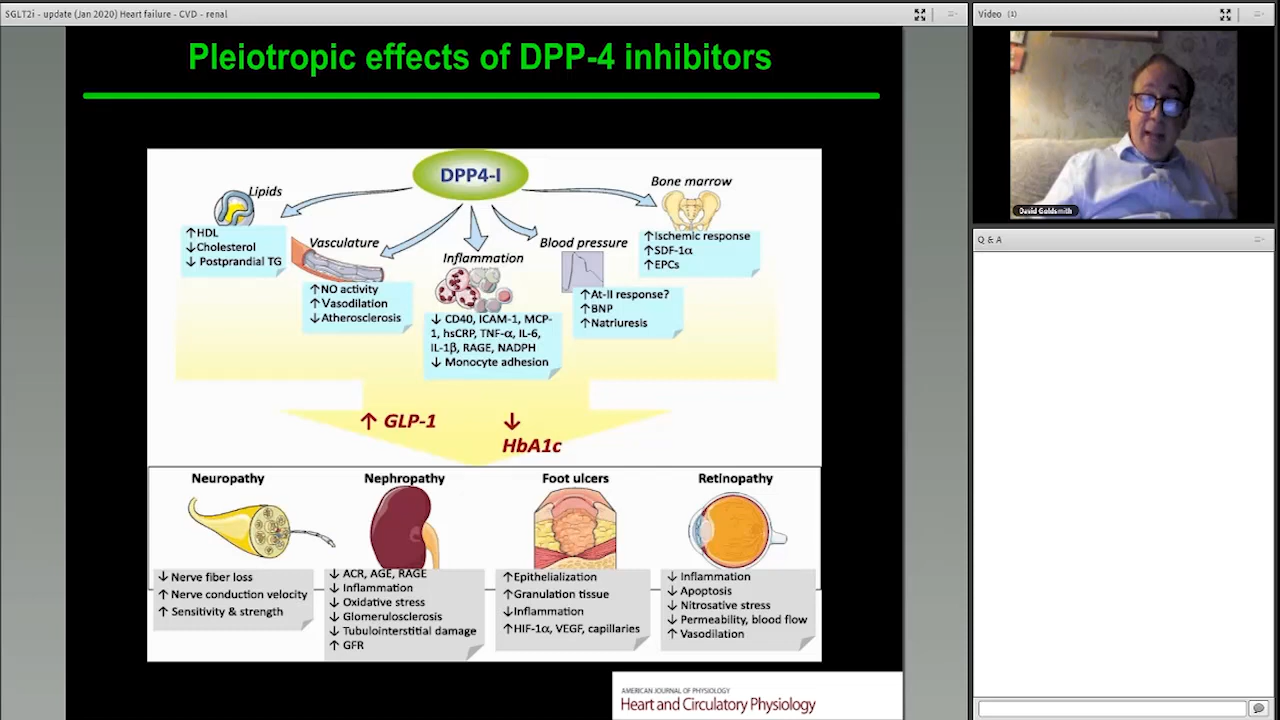 SGLT2i - update (Jan 2020) Heart failure - CVD - renal
Video (1)
Pleiotropic effects of DPP-4 inhibitors
David Goldsmith
Q & A
DPP4-I
Lipids
↑HDL
↓Cholesterol
↓ Postprandial TG
Vasculature
↑NO activity
↑Vasodilation
↓Atherosclerosis
Inflammation
↓ CD40, ICAM-1, MCP-
1, hsCRP, TNF-α, IL-6,
IL-1β, RAGE, NADPH
↓ Monocyte adhesion
Blood pressure
↑At-II response?
↑BNP
↑Natriuresis
Bone marrow
↑Ischemic response
↑SDF-1α
↑EPCs
↑ GLP-1
↓
HbA1c
Neuropathy
↓ Nerve fiber loss
↑ Nerve conduction velocity
↑ Sensitivity & strength
Nephropathy
↓ ACR, AGE, RAGE
↓ Inflammation
↓ Oxidative stress
↓ Glomerulosclerosis
↓ Tubulointerstitial damage
↑ GFR
Foot ulcers
↑Epithelialization
↑Granulation tissue
↓Inflammation
↑HIF-1α, VEGF, capillaries
Retinopathy
↓ Inflammation
↓ Apoptosis
↓ Nitrosative stress
↓ Permeability, blood flow
↑ Vasodilation
AMERICAN JOURNAL OF PHYSIOLOGY
Heart and Circulatory Physiology